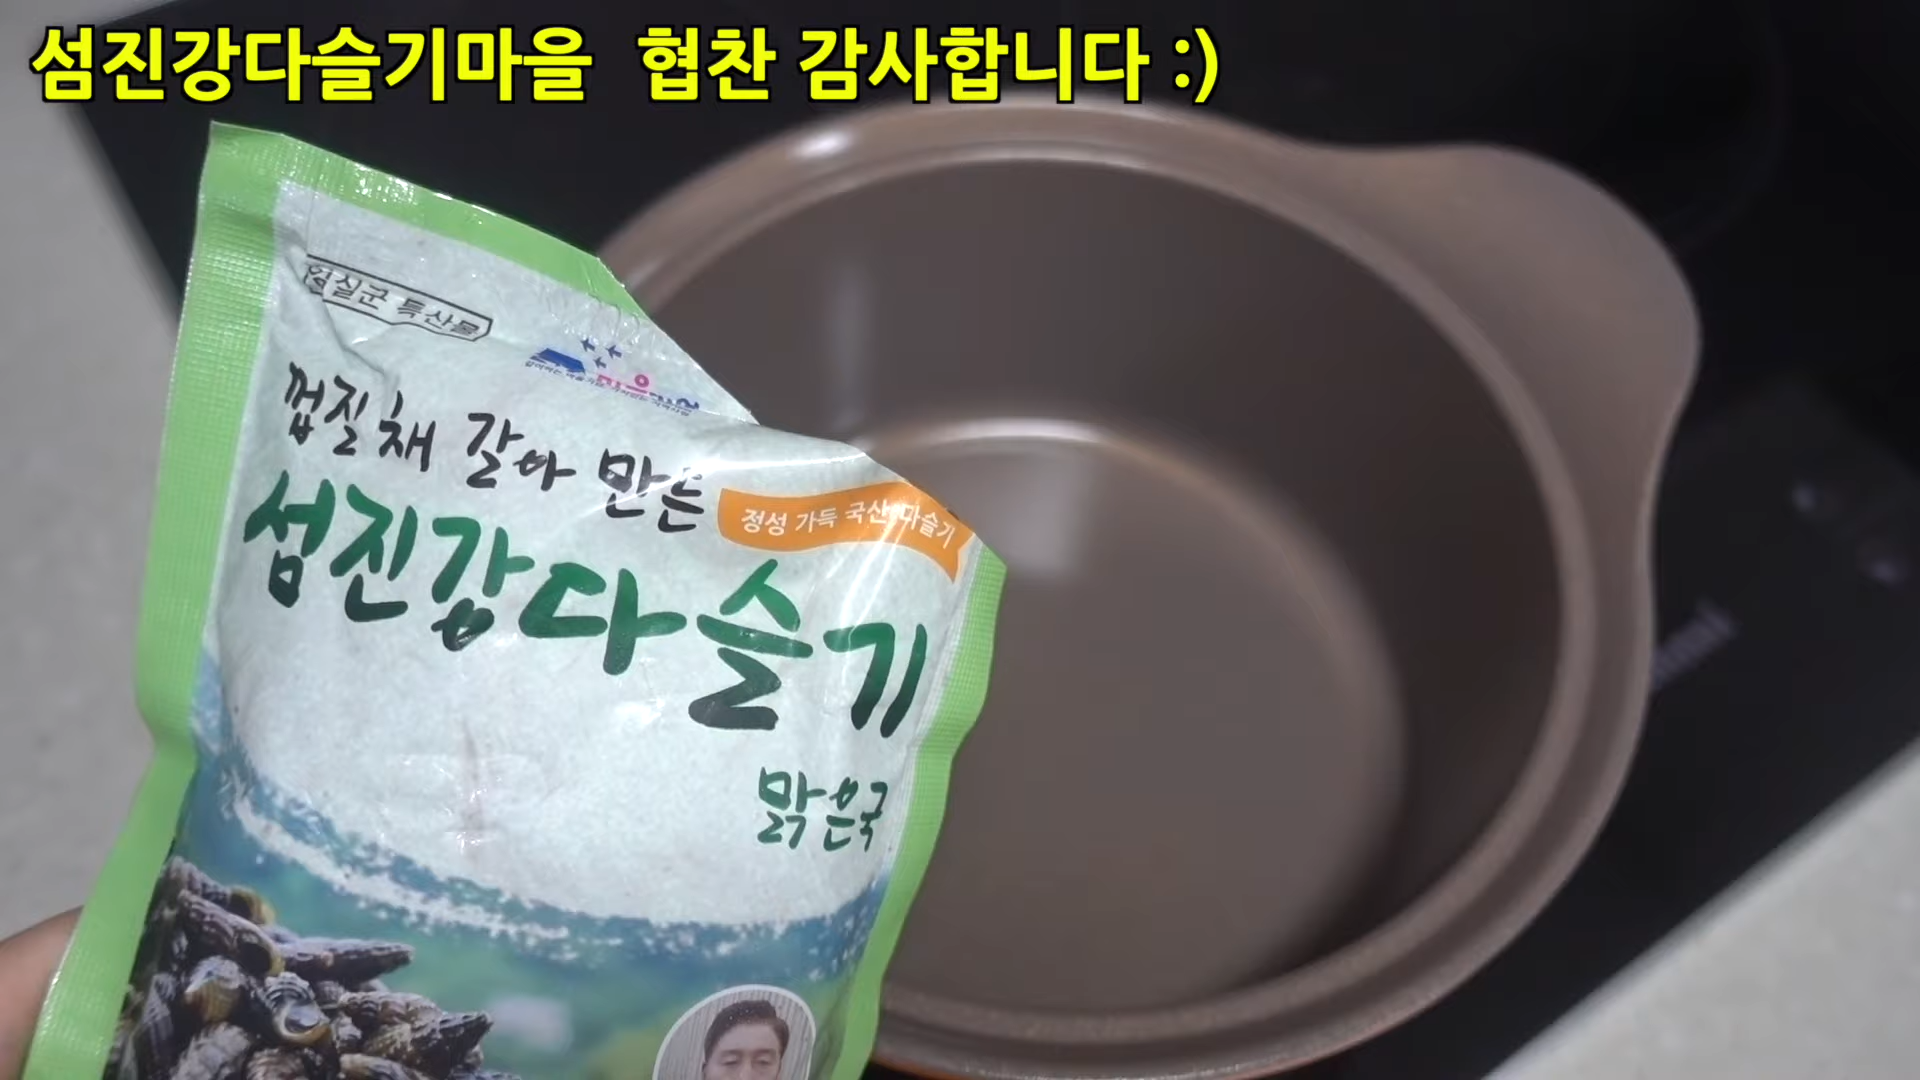 섬진강다슬기마을 협찬 감사합니다 :)
임실군 특산물
껍질채 갈아 만든
정성 가득 국산 다슬기
섬진강다슬기
맑은국